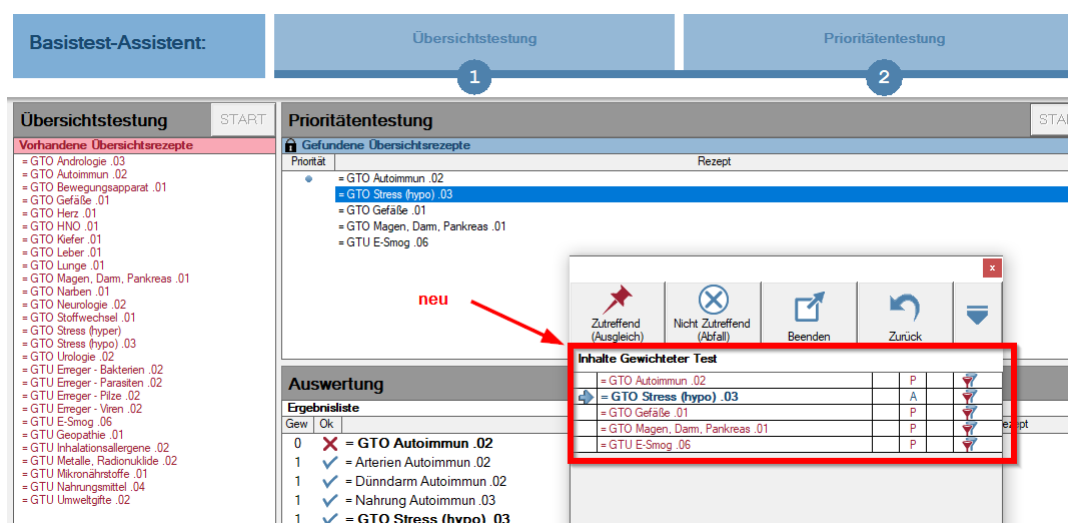 Basistest-Assistent:
Übersichtstestung
Prioritätentestung
1
2
Übersichtstestung
START
Vorhandene Übersichtsrezepte
= GTO Andrologie .03
= GTO Autoimmun .02
= GTO Bewegungsapparat .01
= GTO Gefäße .01
= GTO Herz .01
= GTO HNO .01
= GTO Kiefer .01
= GTO Leber .01
= GTO Lunge .01
= GTO Magen, Darm, Pankreas .01
= GTO Narben .01
= GTO Neurologie .02
= GTO Stoffwechsel .01
= GTO Stress (hyper)
= GTO Stress (hypo) .03
= GTO Urologie .02
= GTU Erreger - Bakterien .02
= GTU Erreger - Parasiten .02
= GTU Erreger - Pilze .02
= GTU Erreger - Viren .02
= GTU E-Smog .06
= GTU Geopathie .01
= GTU Inhalationsallergene .02
= GTU Metalle, Radionuklide .02
= GTU Mikronährstoffe .01
= GTU Nahrungsmittel .04
= GTU Umweltgifte .02
Prioritätentestung
STA
Gefundene Übersichtsrezepte
Priorität Rezept
= GTO Autoimmun .02
= GTO Stress (hypo) .03
= GTO Gefäße .01
= GTO Magen, Darm, Pankreas .01
= GTU E-Smog .06
neu
x
Zutreffend
(Ausgleich)
Nicht Zutreffend
(Abfall)
Beenden
Zurück
Inhalte Gewichteter Test
= GTO Autoimmun .02 P
= GTO Stress (hypo) .03 A
= GTO Gefäße .01 P
= GTO Magen, Darm, Pankreas .01 P
= GTU E-Smog .06 P
Auswertung
Ergebnisliste
Gew Ok ezept
0 = GTO Autoimmun .02
1 = Arterien Autoimmun .02
1 = Dünndarm Autoimmun .02
1 = Nahrung Autoimmun .03
1 = GTO Stress (hypo) .03